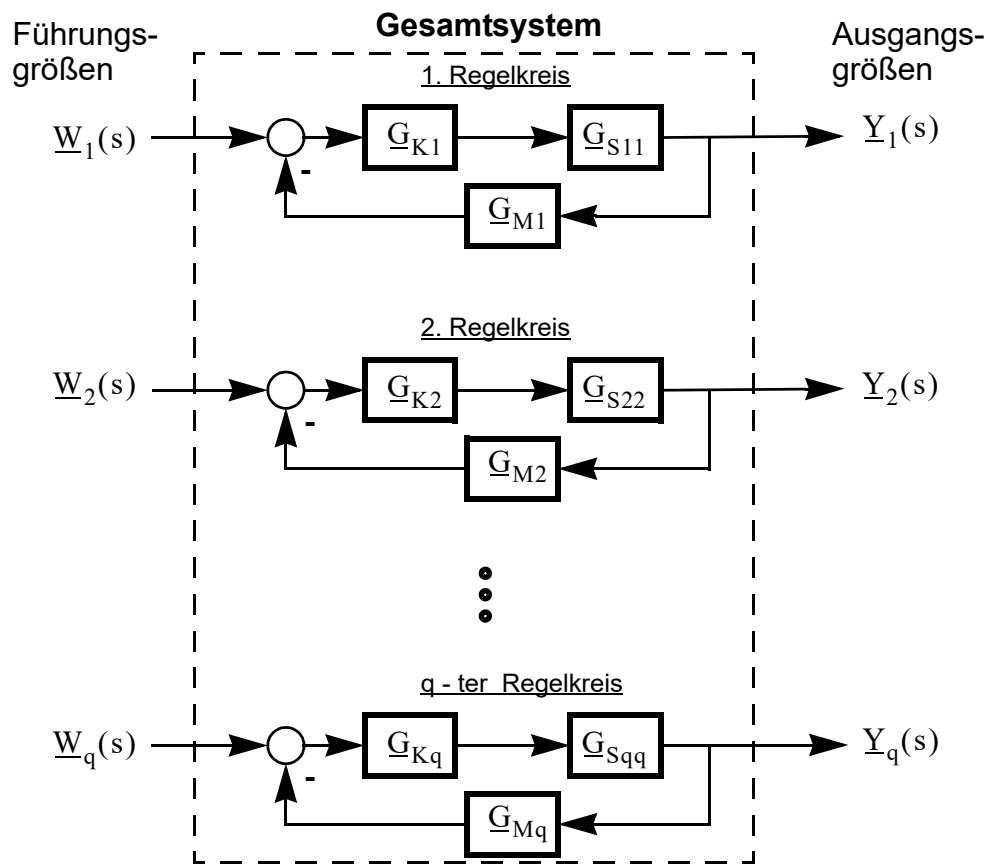 Gesamtsystem
Führungs-
größen
Ausgangs-
größen
1. Regelkreis
W1(s)
GK1
GS11
Y1(s)
-
GM1
2. Regelkreis
W2(s)
GK2
GS22
Y2(s)
-
GM2
q - ter Regelkreis
Wq(s)
GKq
GSqq
Yq(s)
-
GMq